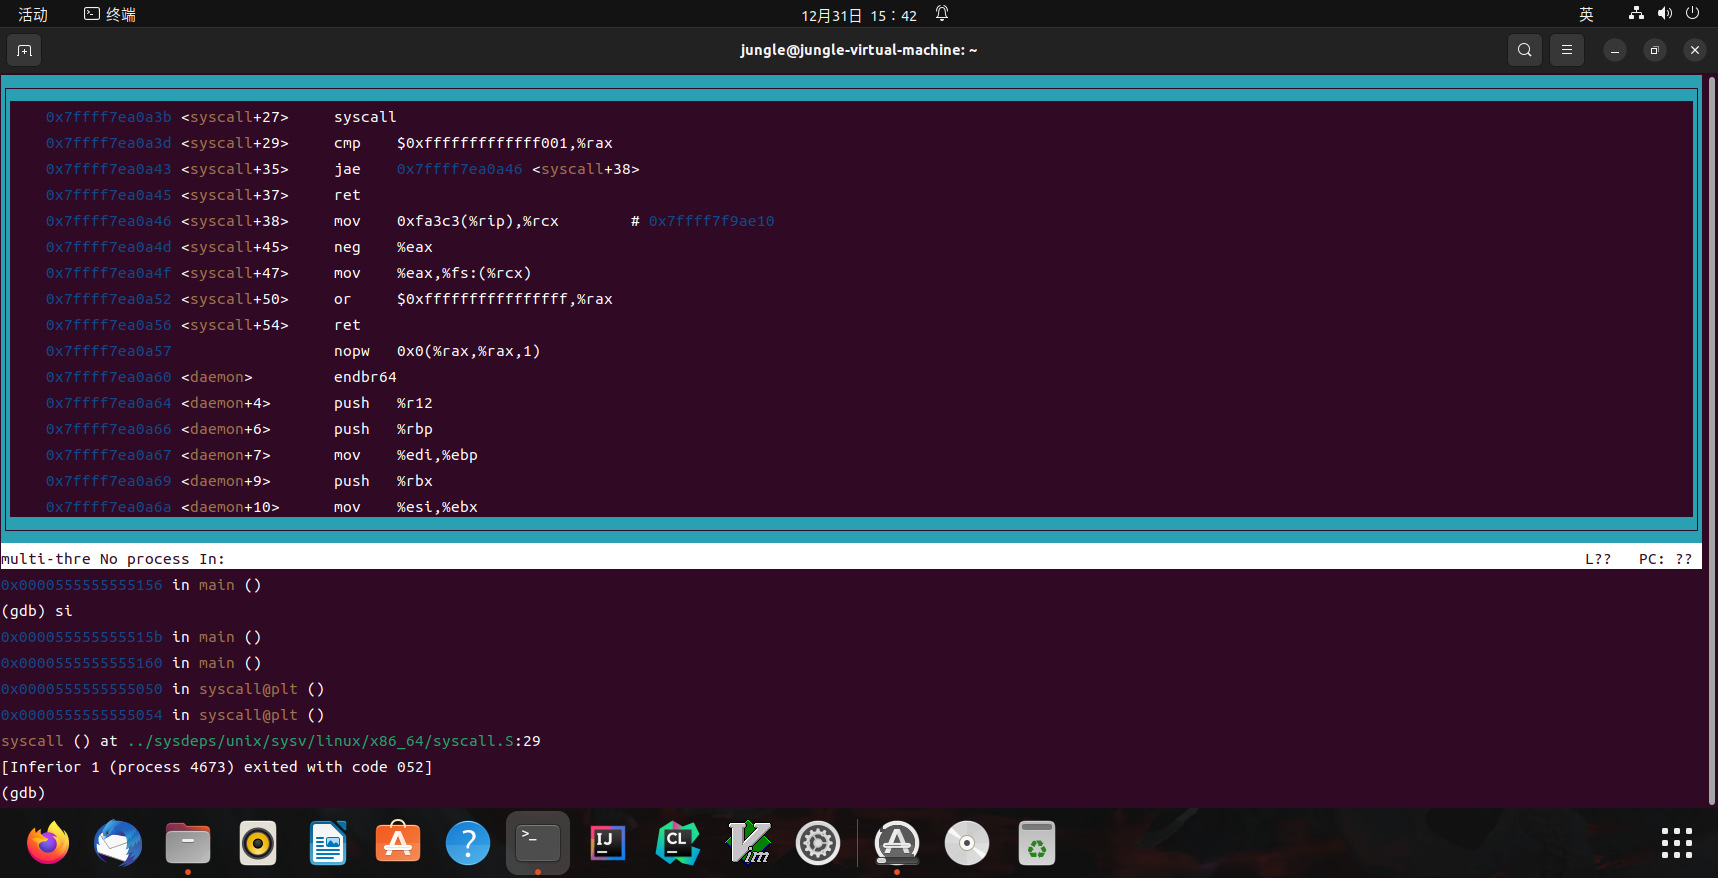 活动 终端 12月31日 15：42 英
jungle@jungle-virtual-machine: ~
0x7ffff7ea0a3b <syscall+27> syscall
0x7ffff7ea0a3d <syscall+29> cmp $0xfffffffffffff001,%rax
0x7ffff7ea0a43 <syscall+35> jae 0x7ffff7ea0a46 <syscall+38>
0x7ffff7ea0a45 <syscall+37> ret
0x7ffff7ea0a46 <syscall+38> mov 0xfa3c3(%rip),%rcx # 0x7ffff7f9ae10
0x7ffff7ea0a4d <syscall+45> neg %eax
0x7ffff7ea0a4f <syscall+47> mov %eax,%fs:(%rcx)
0x7ffff7ea0a52 <syscall+50> or $0xffffffffffffffff,%rax
0x7ffff7ea0a56 <syscall+54> ret
0x7ffff7ea0a57 nopw 0x0(%rax,%rax,1)
0x7ffff7ea0a60 <daemon> endbr64
0x7ffff7ea0a64 <daemon+4> push %r12
0x7ffff7ea0a66 <daemon+6> push %rbp
0x7ffff7ea0a67 <daemon+7> mov %edi,%ebp
0x7ffff7ea0a69 <daemon+9> push %rbx
0x7ffff7ea0a6a <daemon+10> mov %esi,%ebx
multi-thre No process In: L?? PC: ??
0x0000555555555156 in main ()
(gdb) si
0x000055555555515b in main ()
0x0000555555555160 in main ()
0x0000555555555050 in syscall@plt ()
0x0000555555555054 in syscall@plt ()
syscall () at ../sysdeps/unix/sysv/linux/x86_64/syscall.S:29
[Inferior 1 (process 4673) exited with code 052]
(gdb)
>_ IJ CL Vim